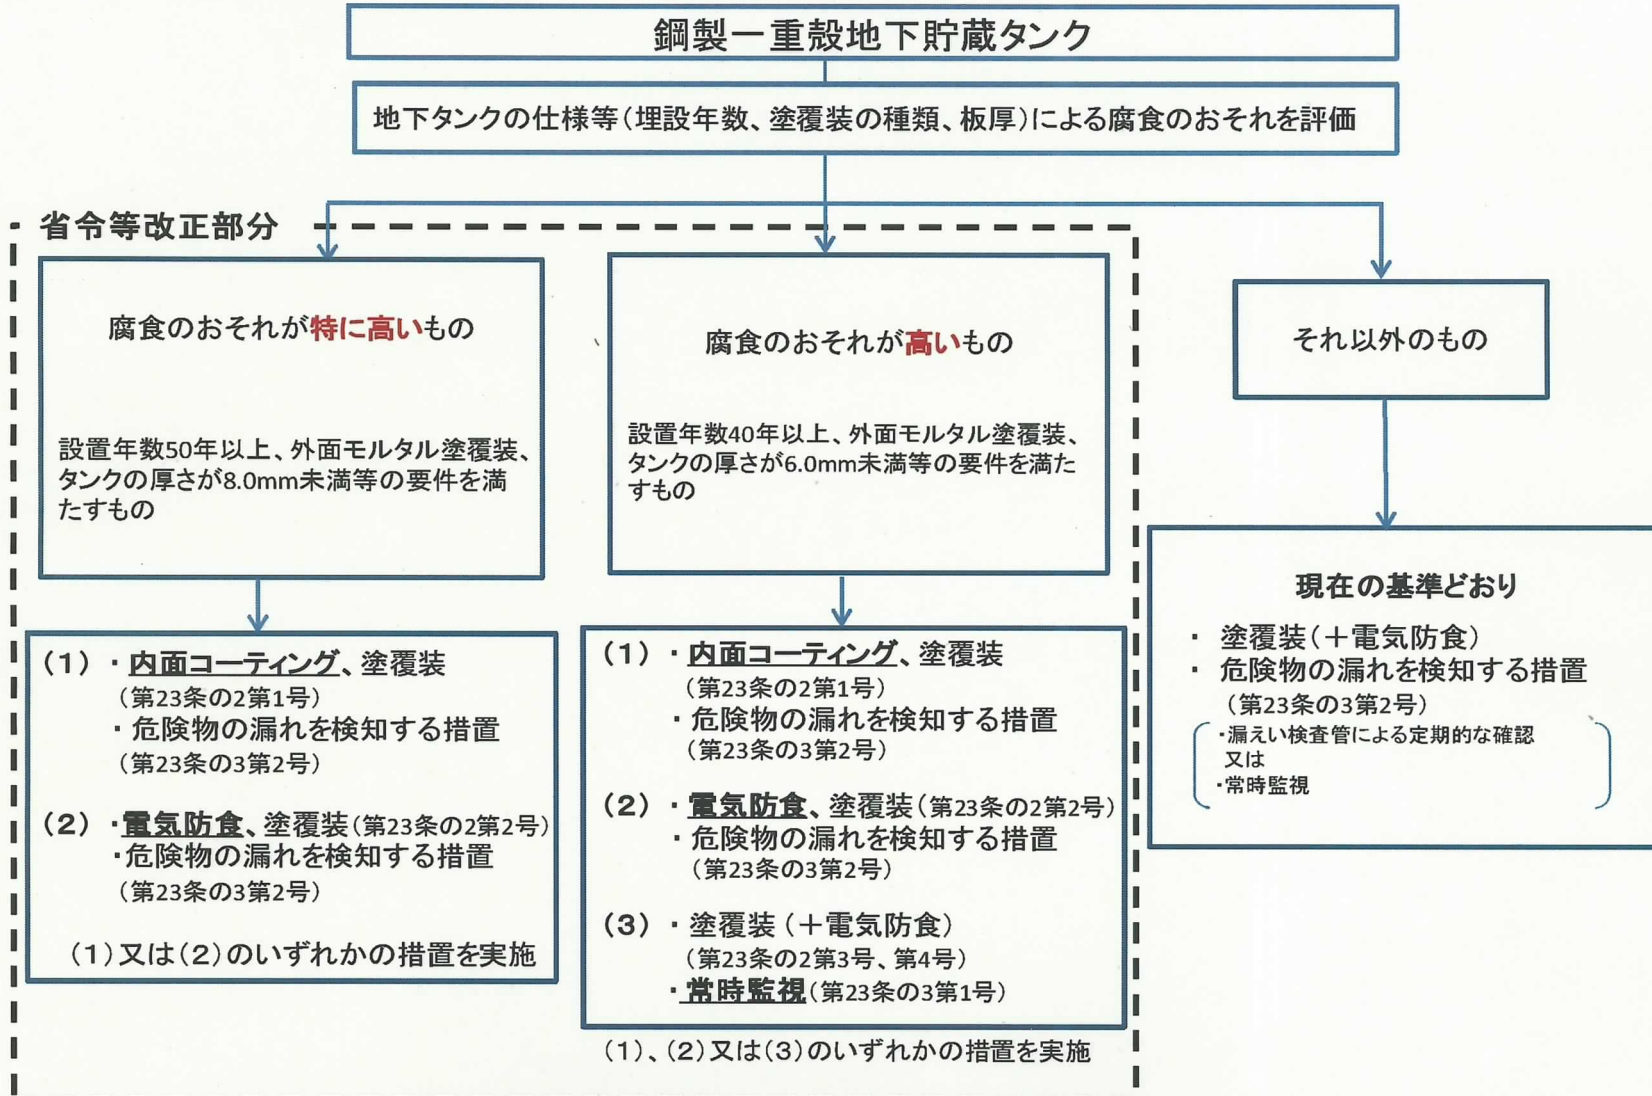 鋼製一重殻地下貯蔵タンク
地下タンクの仕様等(埋設年数、塗覆装の種類、板厚)による腐食のおそれを評価
省令等改正部分
腐食のおそれが特に高いもの
設置年数50年以上、外面モルタル塗覆装、
タンクの厚さが8.0mm未満等の要件を満
たすもの
(1)・内面コーティング、塗覆装
(第23条の2第1号)
・危険物の漏れを検知する措置
(第23条の3第2号)
(2)・電気防食、塗覆装(第23条の2第2号)
・危険物の漏れを検知する措置
(第23条の3第2号)
(1)又は(2)のいずれかの措置を実施
腐食のおそれが高いもの
設置年数40年以上、外面モルタル塗覆装、
タンクの厚さが6.0mm未満等の要件を満た
すもの
(1)・内面コーティング、塗覆装
(第23条の2第1号)
・危険物の漏れを検知する措置
(第23条の3第2号)
(2)・電気防食、塗覆装(第23条の2第2号)
・危険物の漏れを検知する措置
(第23条の3第2号)
(3)・塗覆装(+電気防食)
(第23条の2第3号、第4号)
・常時監視(第23条の3第1号)
(1)、(2)又は(3)のいずれかの措置を実施
それ以外のもの
現在の基準どおり
・塗覆装(+電気防食)
・危険物の漏れを検知する措置
(第23条の3第2号)
・漏えい検査管による定期的な確認
又は
・常時監視